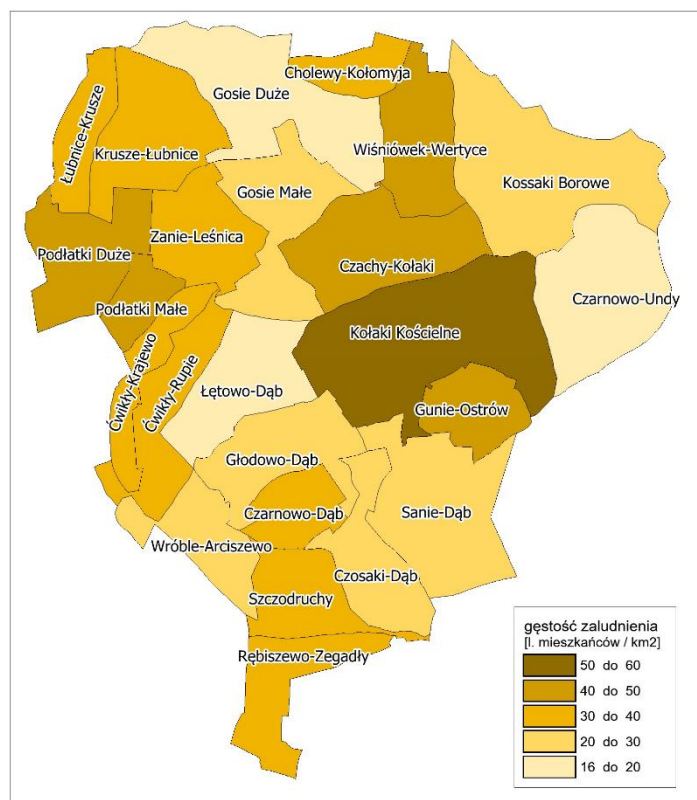 Cholewy-Kołomyja
Gosie Duże
Łubnice-Krusze
Krusze-Łubnice
Wiśniówek-Wertyce
Kossaki Borowe
Gosie Małe
Zanie-Leśnica
Podłatki Duże
Czachy-Kołaki
Czarnowo-Undy
Podłatki Małe
Kołaki Kościelne
Ćwikły-Krajewo
Ćwikły-Rupie
Łętowo-Dąb
Gunie-Ostrów
Głodowo-Dąb
Czarnowo-Dąb
Sanie-Dąb
Wróble-Arciszewo
Czosaki-Dąb
Szczodruchy
Rębiszewo-Zegadły
gęstość zaludnienia
[l. mieszkańców / km2]
50 do 60
40 do 50
30 do 40
20 do 30
16 do 20